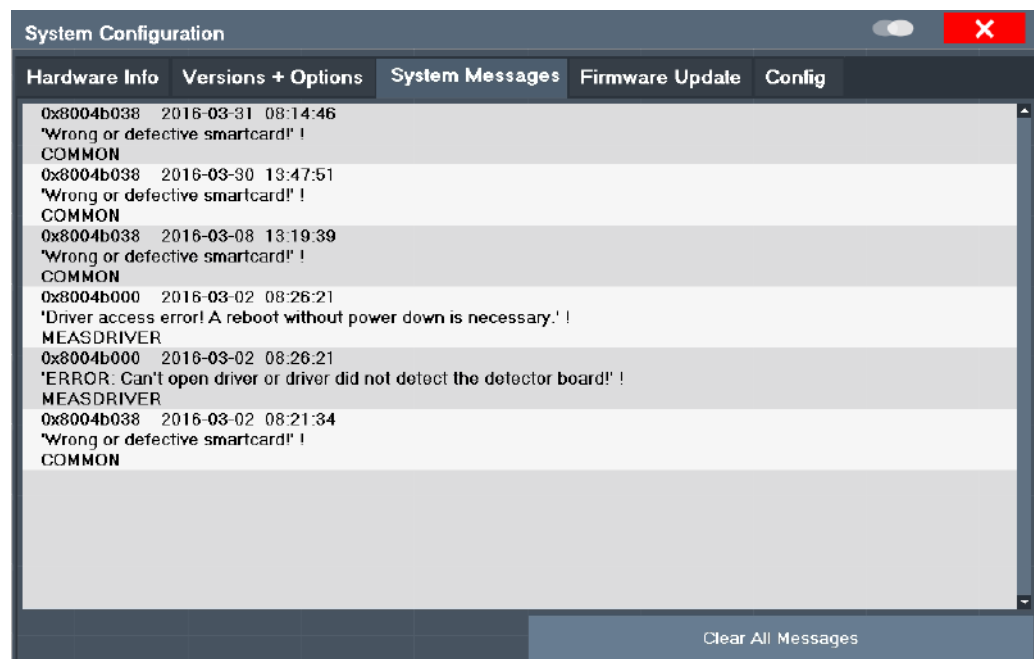 System Configuration
Hardware Info Versions + Options System Messages Firmware Update Config
0x8004b038 2016-03-31 08:14:46
'Wrong or defective smartcard!' !
COMMON
0x8004b038 2016-03-30 13:47:51
'Wrong or defective smartcard!' !
COMMON
0x8004b038 2016-03-08 13:19:39
'Wrong or defective smartcard!' !
COMMON
0x8004b000 2016-03-02 08:26:21
'Driver access error! A reboot without power down is necessary.' !
MEASDRIVER
0x8004b000 2016-03-02 08:26:21
'ERROR: Can't open driver or driver did not detect the detector board!' !
MEASDRIVER
0x8004b038 2016-03-02 08:21:34
'Wrong or defective smartcard!' !
COMMON
Clear All Messages